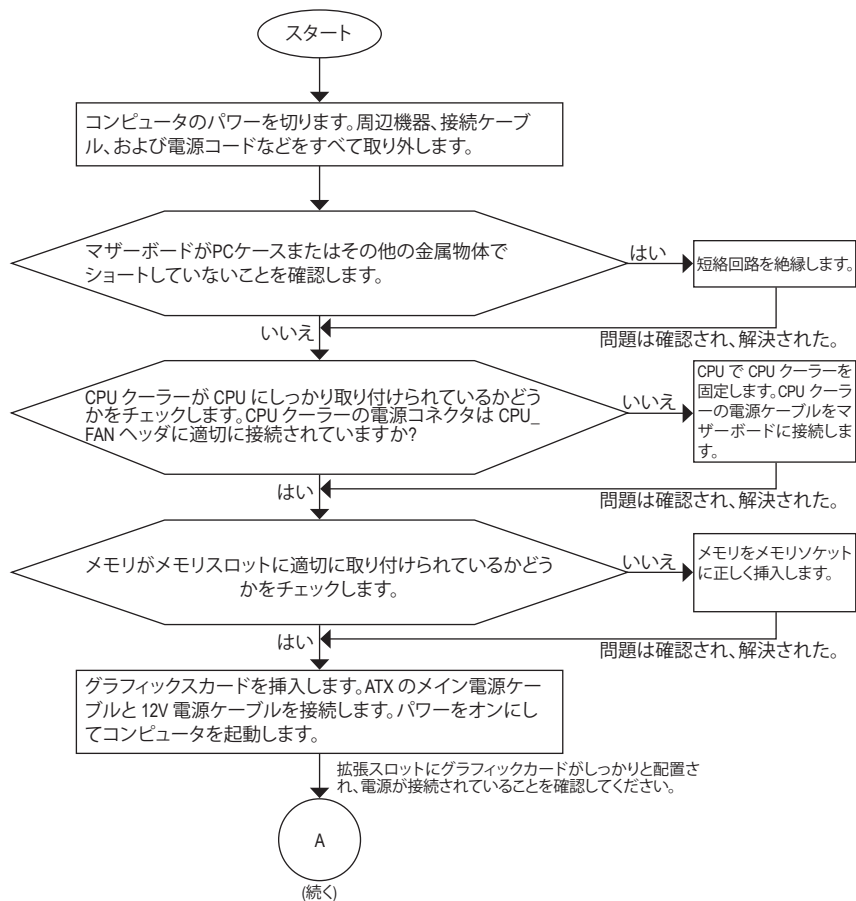 スタート
コンピュータのパワーを切ります。周辺機器、接続ケーブ
ル、および電源コードなどをすべて取り外します。
マザーボードがPCケースまたはその他の金属物体で
ショートしていないことを確認します。
はい
短絡回路を絶縁します。
いいえ
問題は確認され、解決された。
CPU クーラーが CPU にしっかり取り付けられているかどう
かをチェックします。CPU クーラーの電源コネクタは CPU_
FAN ヘッダに適切に接続されていますか?
いいえ
CPU で CPU クーラーを
固定します。CPU クーラ
ーの電源ケーブルをマ
ザーボードに接続しま
す。
はい
問題は確認され、解決された。
メモリがメモリスロットに適切に取り付けられているかどう
かをチェックします。
いいえ
メモリをメモリソケット
に正しく挿入します。
はい
問題は確認され、解決された。
グラフィックスカードを挿入します。ATX のメイン電源ケー
ブルと 12V 電源ケーブルを接続します。パワーをオンにし
てコンピュータを起動します。
拡張スロットにグラフィックカードがしっかりと配置さ
れ、電源が接続されていることを確認してください。
A
(続く)